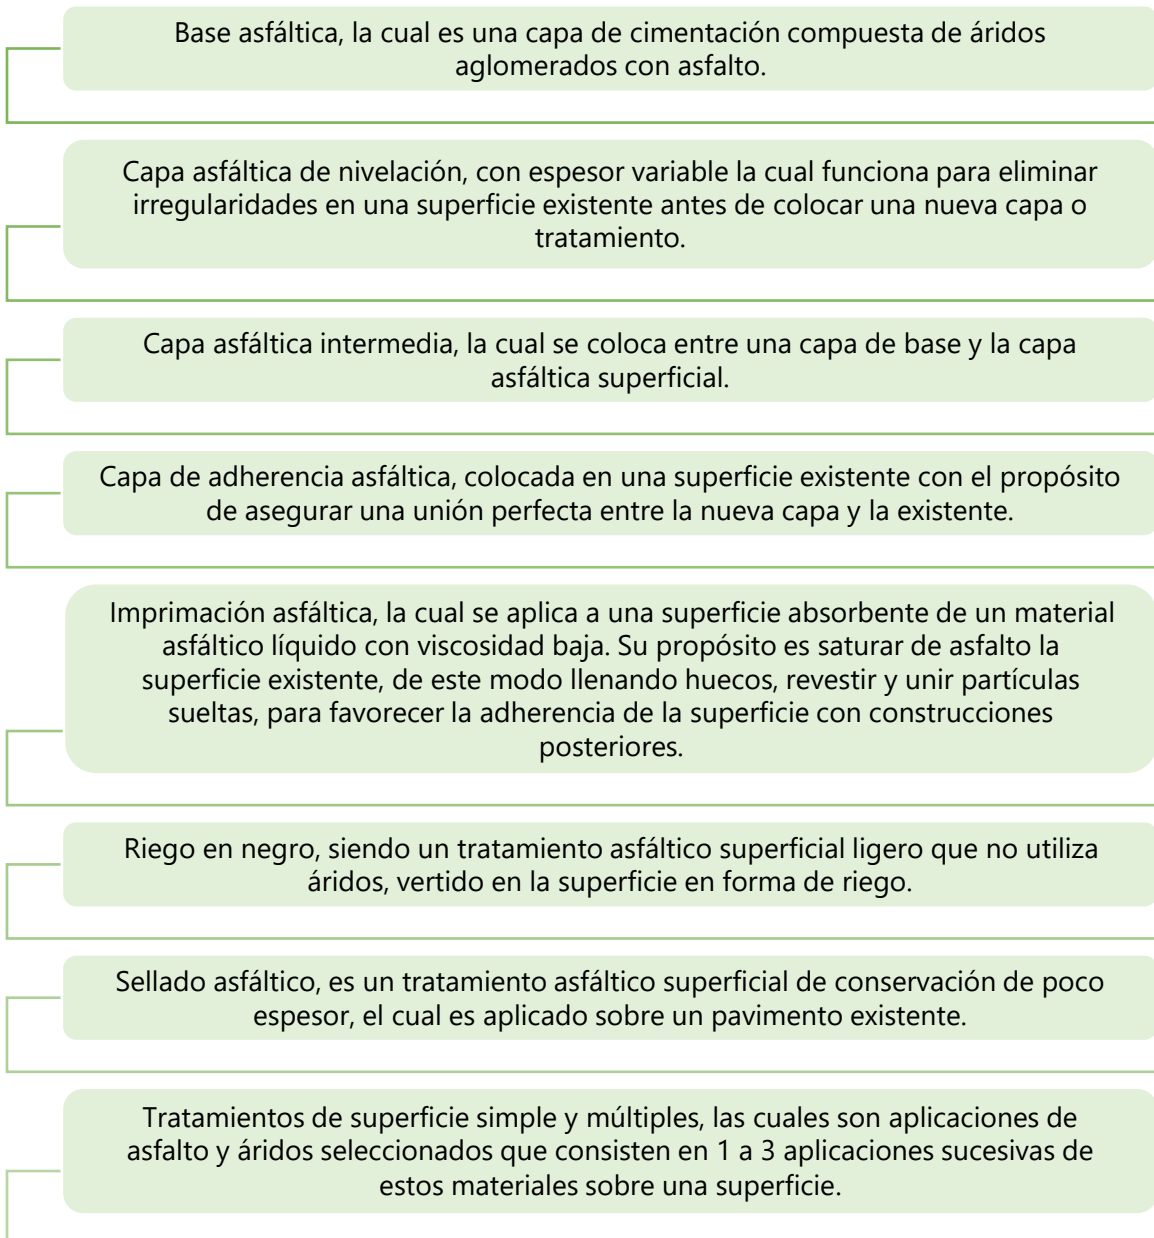 Base asfáltica, la cual es una capa de cimentación compuesta de áridos
aglomerados con asfalto.
Capa asfáltica de nivelación, con espesor variable la cual funciona para eliminar
irregularidades en una superficie existente antes de colocar una nueva capa o
tratamiento.
Capa asfáltica intermedia, la cual se coloca entre una capa de base y la capa
asfáltica superficial.
Capa de adherencia asfáltica, colocada en una superficie existente con el propósito
de asegurar una unión perfecta entre la nueva capa y la existente.
Imprimación asfáltica, la cual se aplica a una superficie absorbente de un material
asfáltico líquido con viscosidad baja. Su propósito es saturar de asfalto la
superficie existente, de este modo llenando huecos, revestir y unir partículas
sueltas, para favorecer la adherencia de la superficie con construcciones
posteriores.
Riego en negro, siendo un tratamiento asfáltico superficial ligero que no utiliza
áridos, vertido en la superficie en forma de riego.
Sellado asfáltico, es un tratamiento asfáltico superficial de conservación de poco
espesor, el cual es aplicado sobre un pavimento existente.
Tratamientos de superficie simple y múltiples, las cuales son aplicaciones de
asfalto y áridos seleccionados que consisten en 1 a 3 aplicaciones sucesivas de
estos materiales sobre una superficie.